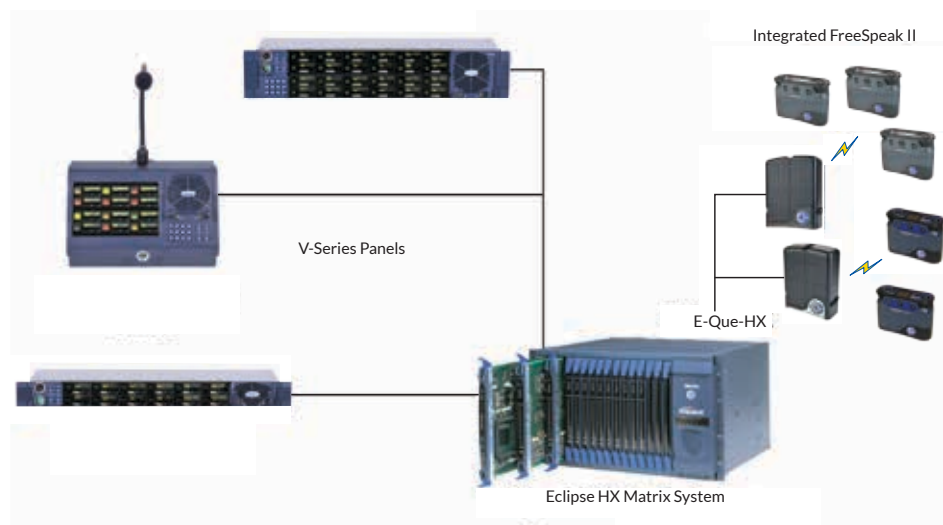 Integrated FreeSpeak II
V-Series Panels
E-Que-HX
Eclipse HX Matrix System